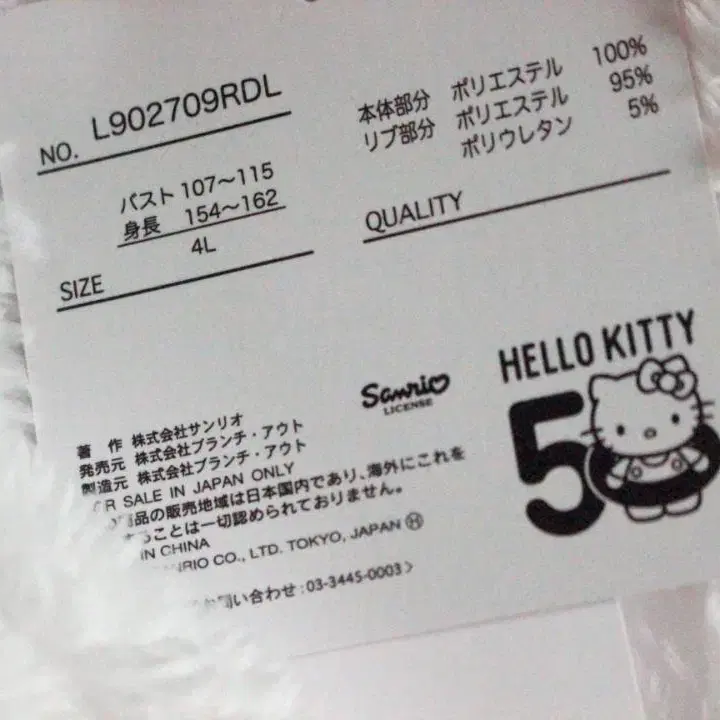 NO. L902709RDL
バスト 107～115
身長 154～162
4L
SIZE
本体部分 ポリエステル 100%
リブ部分 ポリエステル 95%
ポリウレタン 5%
QUALITY
Sanrio
LICENSE
HELLO KITTY
50
著 作 株式会社サンリオ
発売元 株式会社ブランチ・アウト
製造元 株式会社ブランチ・アウト
SALE IN JAPAN ONLY
品の販売地域は日本国内であり、海外にこれを
ことは一切認められておりません。
IN CHINA
CO., LTD. TOKYO, JAPAN Ⓗ
問い合わせ:03-3445-0003>